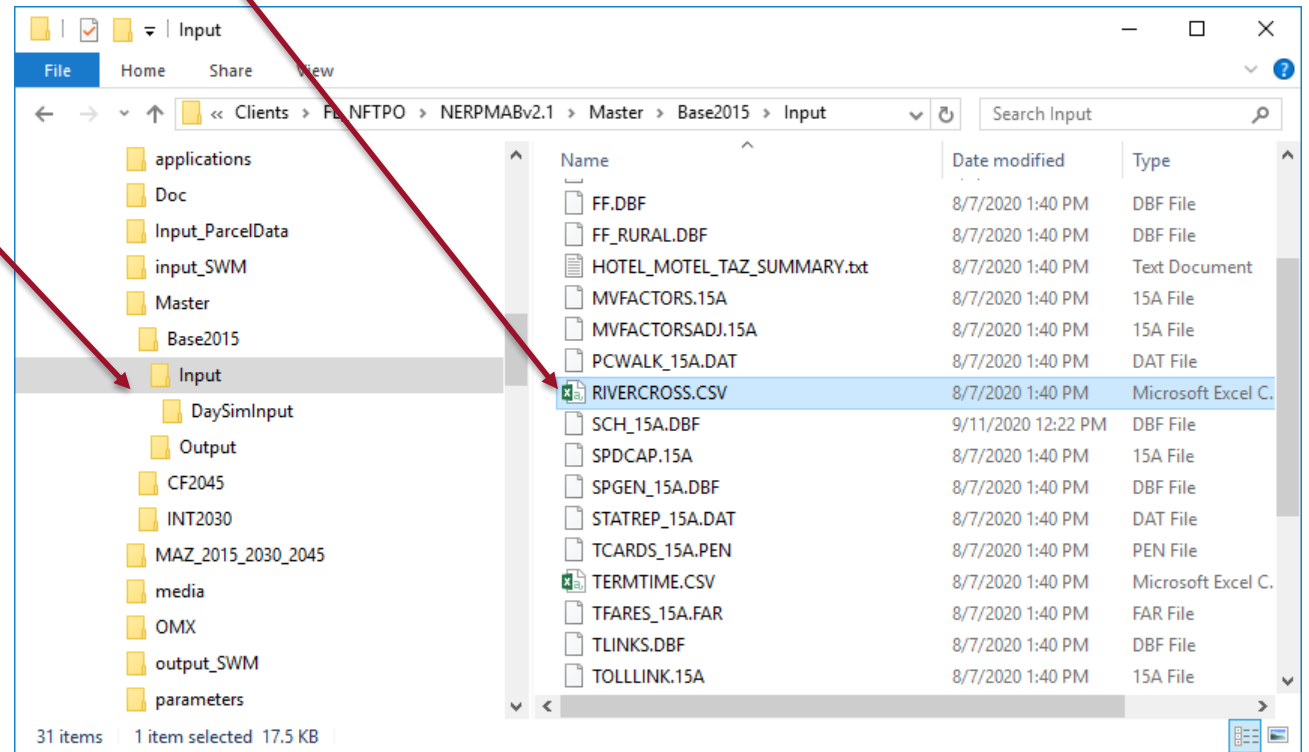 Input
File Home Share View
« Clients > FL_NFTPO > NERPMABv2.1 > Master > Base2015 > Input
Search Input
applications
Doc
Input_ParcelData
input_SWM
Master
Base2015
Input
DaySimInput
Output
CF2045
INT2030
MAZ_2015_2030_2045
media
OMX
output_SWM
parameters
Name Date modified Type
FF.DBF 8/7/2020 1:40 PM DBF File
FF_RURAL.DBF 8/7/2020 1:40 PM DBF File
HOTEL_MOTEL_TAZ_SUMMARY.txt 8/7/2020 1:40 PM Text Document
MVFACTORS.15A 8/7/2020 1:40 PM 15A File
MVFACTORSADJ.15A 8/7/2020 1:40 PM 15A File
PCWALK_15A.DAT 8/7/2020 1:40 PM DAT File
RIVERCROSS.CSV 8/7/2020 1:40 PM Microsoft Excel C.
SCH_15A.DBF 9/11/2020 12:22 PM DBF File
SPDCAP.15A 8/7/2020 1:40 PM 15A File
SPGEN_15A.DBF 8/7/2020 1:40 PM DBF File
STATREP_15A.DAT 8/7/2020 1:40 PM DAT File
TCARDS_15A.PEN 8/7/2020 1:40 PM PEN File
TERMTIME.CSV 8/7/2020 1:40 PM Microsoft Excel C.
TFARES_15A.FAR 8/7/2020 1:40 PM FAR File
TLINKS.DBF 8/7/2020 1:40 PM DBF File
TOLLLINK.15A 8/7/2020 1:40 PM 15A File
31 items 1 item selected 17.5 KB